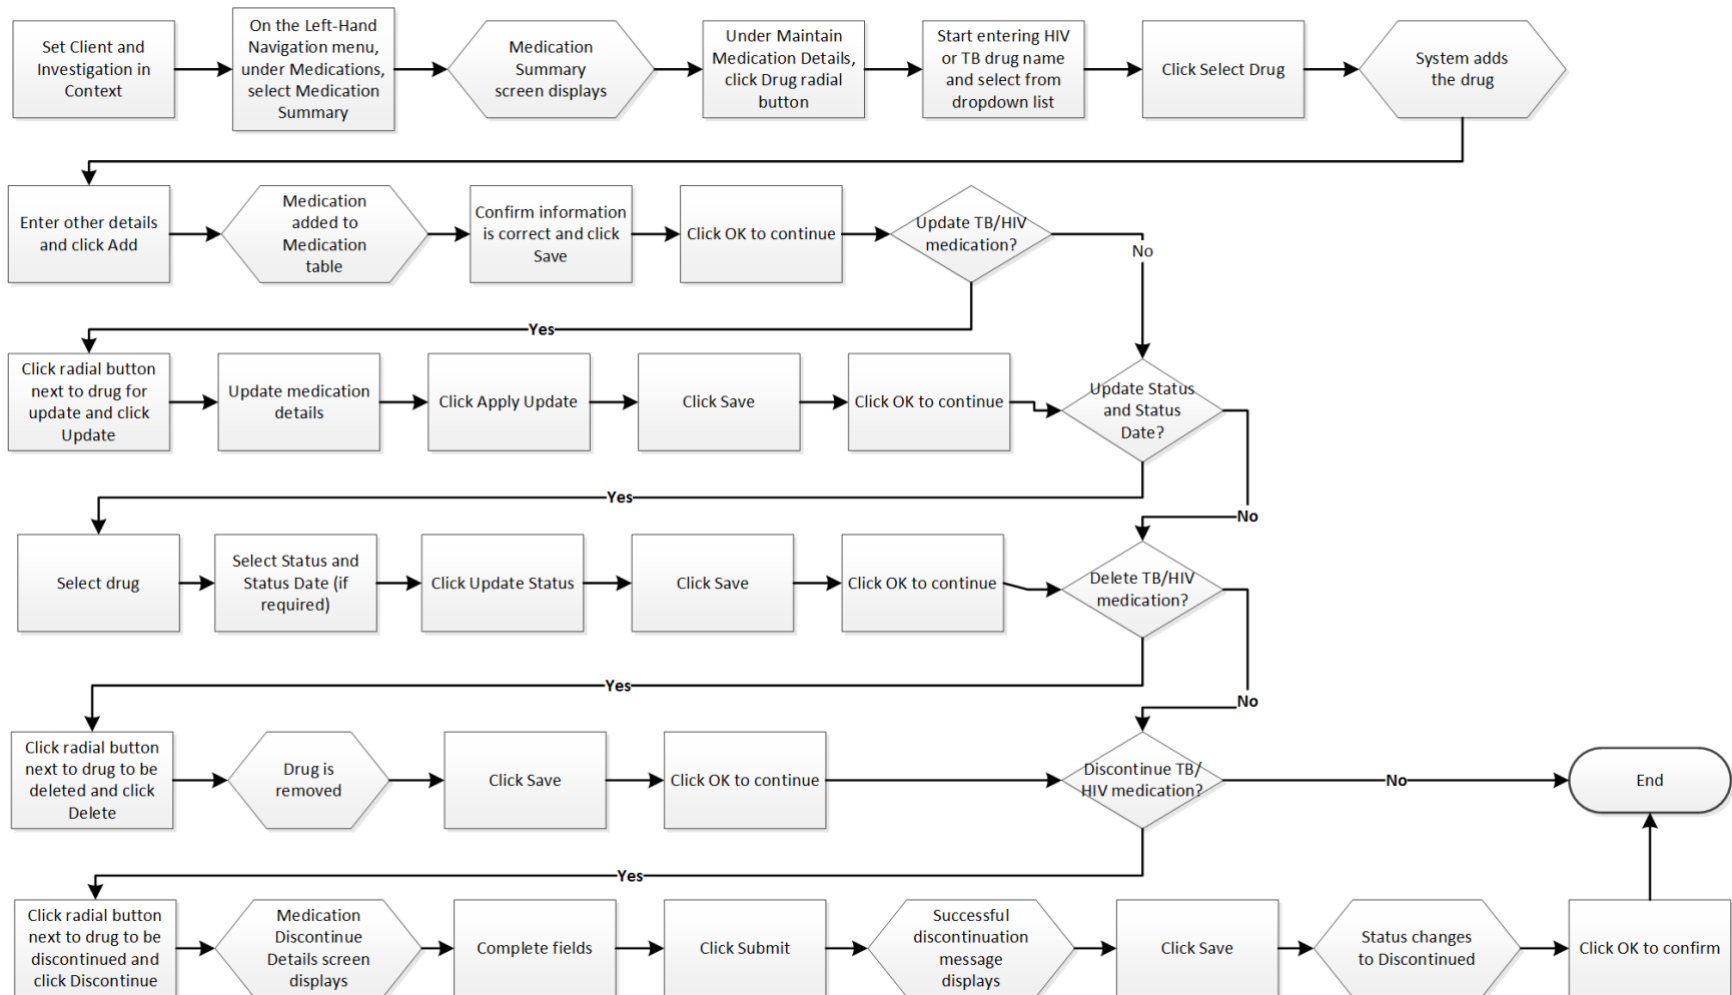 Set Client and
Investigation in
Context
On the Left-Hand
Navigation menu,
under Medications,
select Medication
Summary
Medication
Summary
screen displays
Under Maintain
Medication Details,
click Drug radial
button
Start entering HIV
or TB drug name
and select from
dropdown list
Click Select Drug
System adds
the drug
Enter other details
and click Add
Medication
added to
Medication
table
Confirm information
is correct and click
Save
Click OK to continue
Update TB/HIV
medication?
No
Yes
Click radial button
next to drug for
update and click
Update
Update medication
details
Click Apply Update
Click Save
Click OK to continue
Update Status
and Status
Date?
Yes
No
Select drug
Select Status and
Status Date (if
required)
Click Update Status
Click Save
Click OK to continue
Delete TB/HIV
medication?
Yes
No
Click radial button
next to drug to be
deleted and click
Delete
Drug is
removed
Click Save
Click OK to continue
Discontinue TB/
HIV medication?
No
End
Yes
Click radial button
next to drug to be
discontinued and
click Discontinue
Medication
Discontinue
Details screen
displays
Complete fields
Click Submit
Successful
discontinuation
message
displays
Click Save
Status changes
to Discontinued
Click OK to confirm